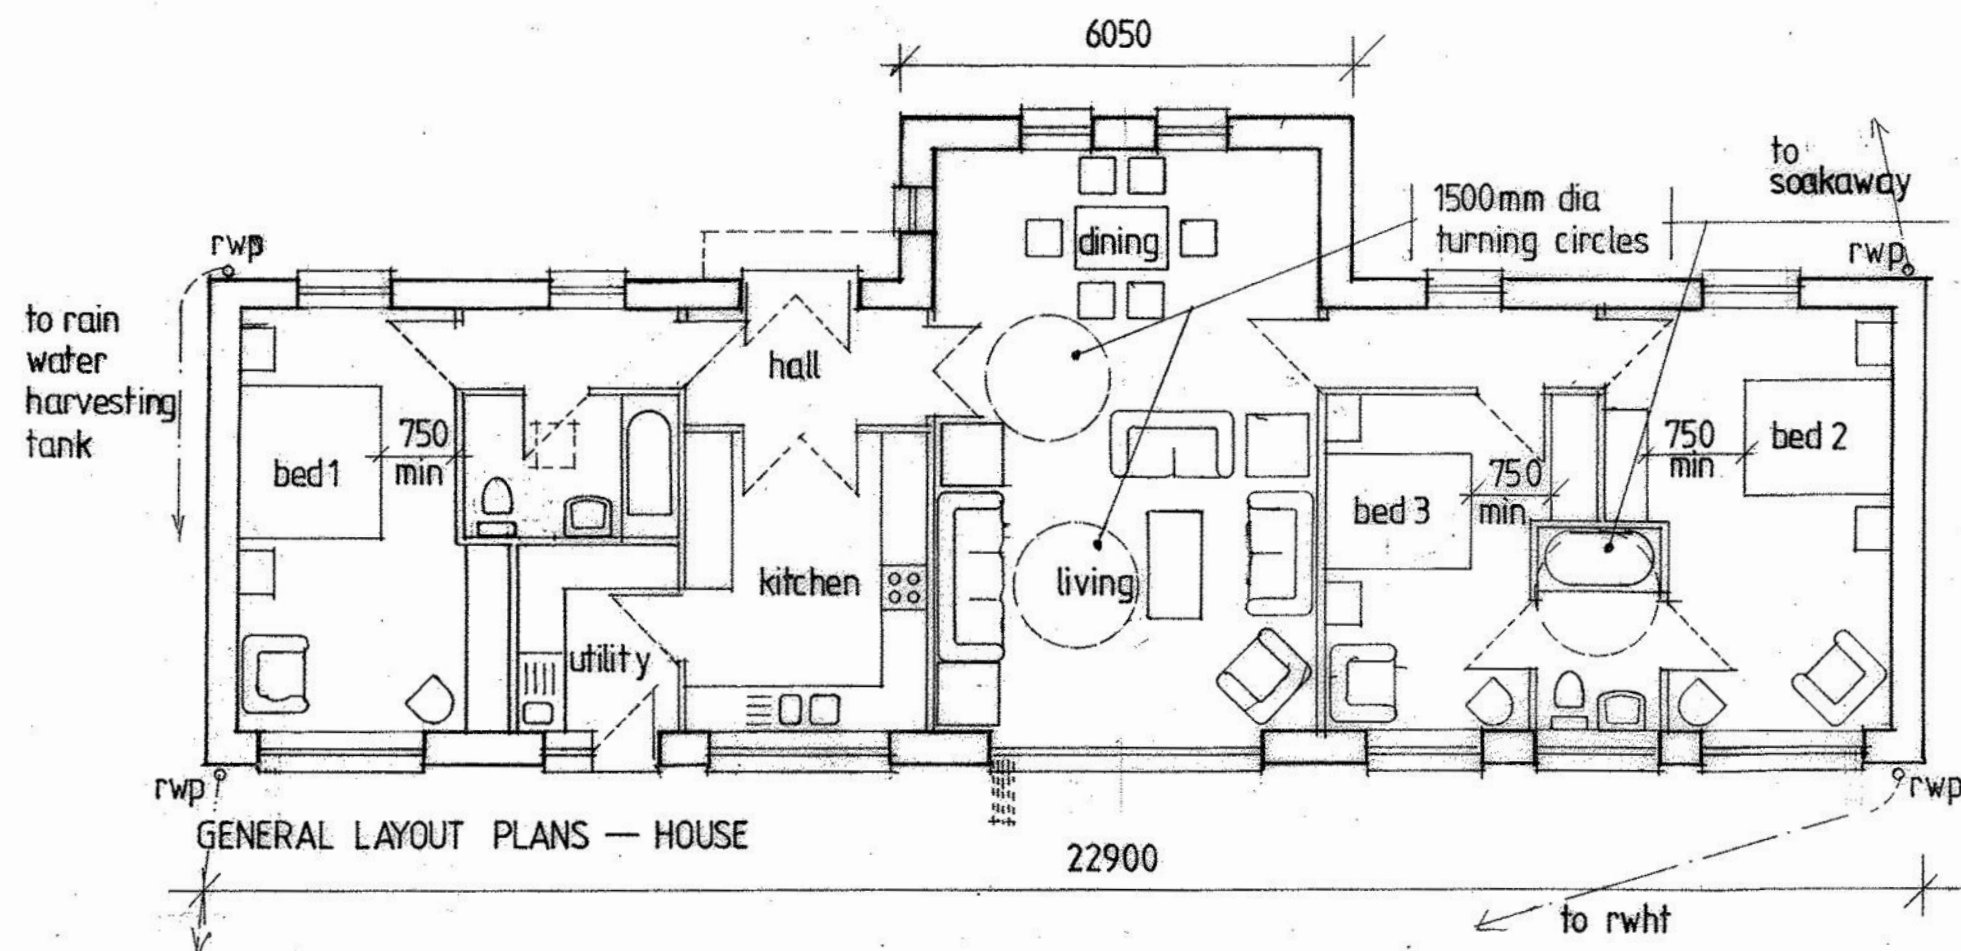 6050
to
soakaway
1500mm dia
turning circles
rwp
rwp
dining
to rain
water
harvesting
tank
hall
750
min
bed 1
750
min
bed 2
750
min
bed 3
kitchen
living
utility
rwp
rwp
GENERAL LAYOUT PLANS — HOUSE
22900
to rwht